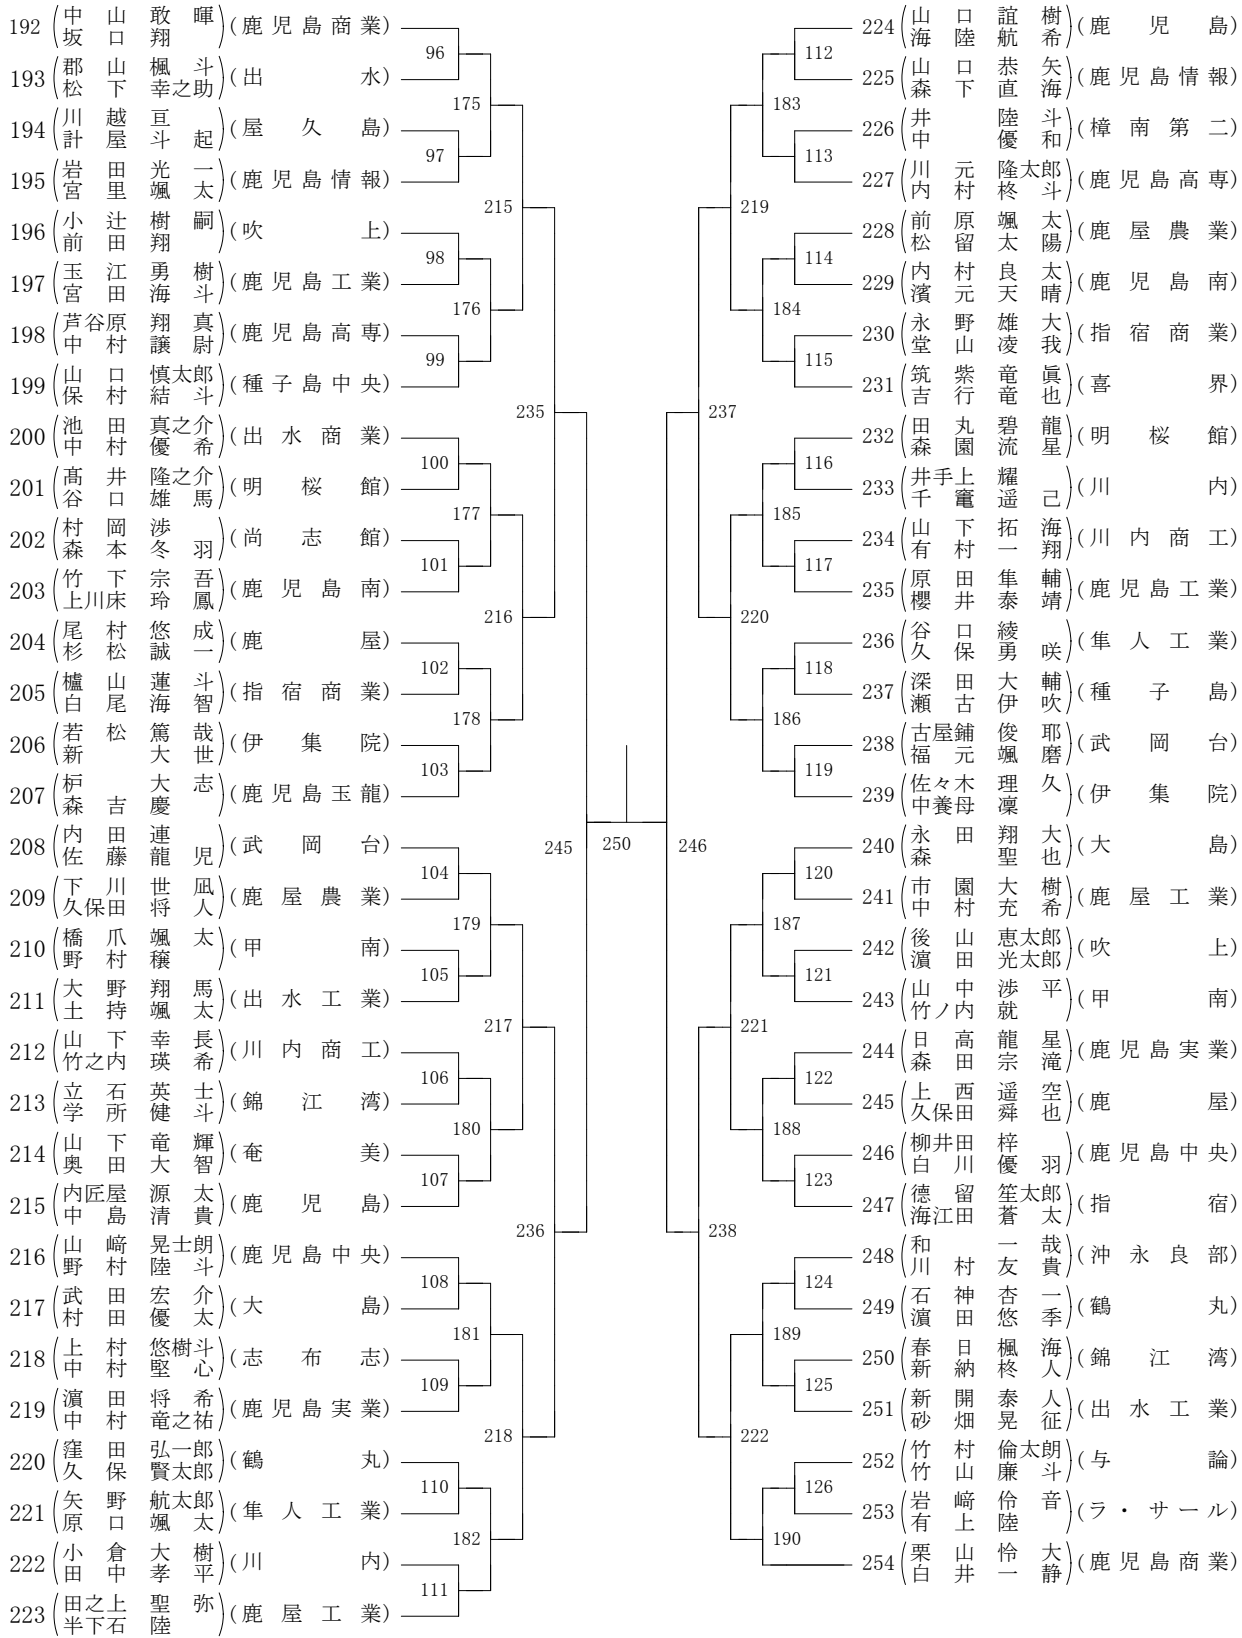 192 (中山敢暉 坂口翔) (鹿児島商業)
193 (郡山楓斗 松下幸之助) (出水)
194 (川越亘 計屋斗起) (屋久島)
195 (岩田光一 宮里颯太) (鹿児島情報)
196 (小辻樹嗣 前田翔) (吹上)
197 (玉江勇樹 宮田海斗) (鹿児島工業)
198 (芦谷原翔真 中村譲尉) (鹿児島高専)
199 (山口慎太郎 保村結斗) (種子島中央)
200 (池田真之介 中村優希) (出水商業)
201 (髙井隆之介 谷口雄馬) (明桜館)
202 (村岡渉 森本冬羽) (尚志館)
203 (竹下宗吾 上川床玲鳳) (鹿児島南)
204 (尾村悠成 杉松誠一) (鹿屋)
205 (櫨山蓮斗 白尾海智) (指宿商業)
206 (若松篤哉 新大世) (伊集院)
207 (枦大志 森吉慶) (鹿児島玉龍)
208 (内田連 佐藤龍児) (武岡台)
209 (下川世凪 久保田将人) (鹿屋農業)
210 (橋爪颯太 野村穣) (甲南)
211 (大野翔馬 土持颯太) (出水工業)
212 (山下幸長 竹之内瑛希) (川内商工)
213 (立石英士 学所健斗) (錦江湾)
214 (山下竜輝 奥田大智) (奄美)
215 (内匠屋源太 中島清貴) (鹿児島)
216 (山﨑晃士朗 野村陸斗) (鹿児島中央)
217 (武田宏介 村田優太) (大島)
218 (上村悠樹斗 中村堅心) (志布志)
219 (濵田将希 中村竜之祐) (鹿児島実業)
220 (窪田弘一郎 久保賢太郎) (鶴丸)
221 (矢野航太郎 原口颯太) (隼人工業)
222 (小倉大樹 田中孝平) (川内)
223 (田之上聖弥 半下石陸) (鹿屋工業)
96
97
98
99
100
101
102
103
104
105
106
107
108
109
110
111
175
176
177
178
179
180
181
182
215
216
217
218
235
236
245
250
246
237
238
219
220
221
222
183
184
185
186
187
188
189
190
112
113
114
115
116
117
118
119
120
121
122
123
124
125
126
224 (山口誼樹 海陸航希) (鹿児島)
225 (山口恭矢 森下直海) (鹿児島情報)
226 (井陸斗 中優和) (樟南第二)
227 (川元隆太郎 内村柊斗) (鹿児島高専)
228 (前原颯太 松留太陽) (鹿屋農業)
229 (内村良太 濱元天晴) (鹿児島南)
230 (永野雄大 堂山凌我) (指宿商業)
231 (筑紫竜眞 吉行竜也) (喜界)
232 (田丸碧龍 森園流星) (明桜館)
233 (井手上耀 千竃遥己) (川内)
234 (山下拓海 有村一翔) (川内商工)
235 (原田隼輔 櫻井泰靖) (鹿児島工業)
236 (谷口綾 久保勇咲) (隼人工業)
237 (深田大輔 瀬古伊吹) (種子島)
238 (古屋鋪俊耶 福元颯磨) (武岡台)
239 (佐々木理久 中養母凜) (伊集院)
240 (永田翔大 森聖也) (大島)
241 (市園大樹 中村充希) (鹿屋工業)
242 (後山恵太郎 濵田光太郎) (吹上)
243 (山中渉平 竹ノ内就) (甲南)
244 (日高龍星 森田宗滝) (鹿児島実業)
245 (上西遥空 久保田舜也) (鹿屋)
246 (柳井田梓 白川優羽) (鹿児島中央)
247 (德留笙太郎 海江田蒼太) (指宿)
248 (和一哉 川村友貴) (沖永良部)
249 (石神杏一 濵田悠季) (鶴丸)
250 (春日楓海 新納柊人) (錦江湾)
251 (新開泰人 砂畑晃征) (出水工業)
252 (竹村倫太朗 竹山廉斗) (与論)
253 (岩﨑伶音 有上陸) (ラ・サール)
254 (栗山怜大 白井一静) (鹿児島商業)